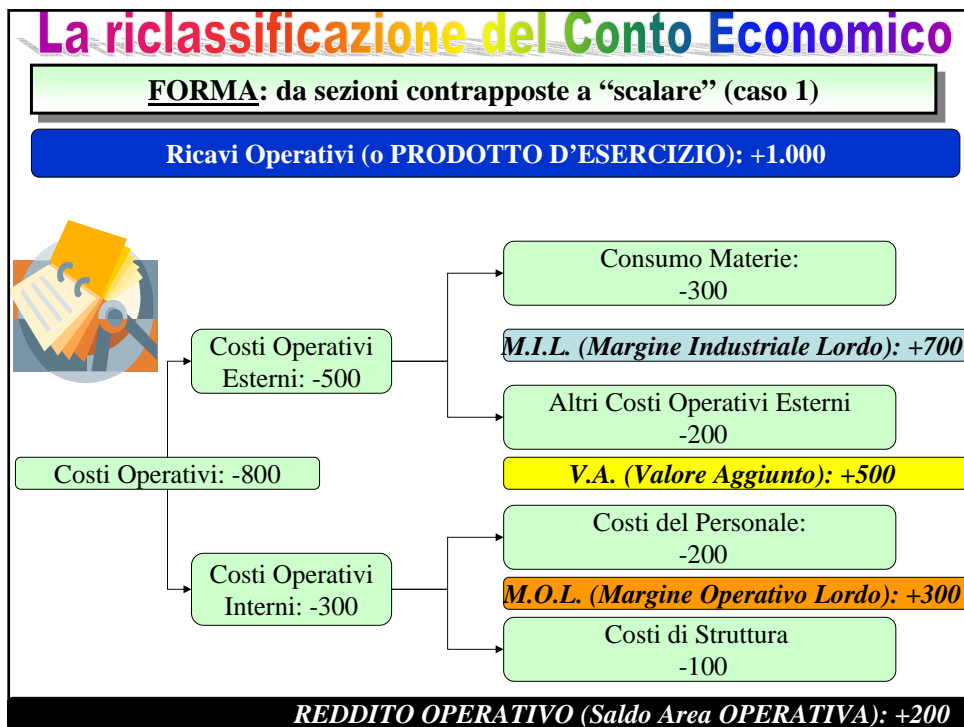 La riclassificazione del Conto Economico
FORMA: da sezioni contrapposte a “scalare” (caso 1)
Ricavi Operativi (o PRODOTTO D’ESERCIZIO): +1.000
Consumo Materie:
-300
Costi Operativi
Esterni: -500
M.I.L. (Margine Industriale Lordo): +700
Altri Costi Operativi Esterni
-200
Costi Operativi: -800
V.A. (Valore Aggiunto): +500
Costi del Personale:
-200
Costi Operativi
Interni: -300
M.O.L. (Margine Operativo Lordo): +300
Costi di Struttura
-100
REDDITO OPERATIVO (Saldo Area OPERATIVA): +200